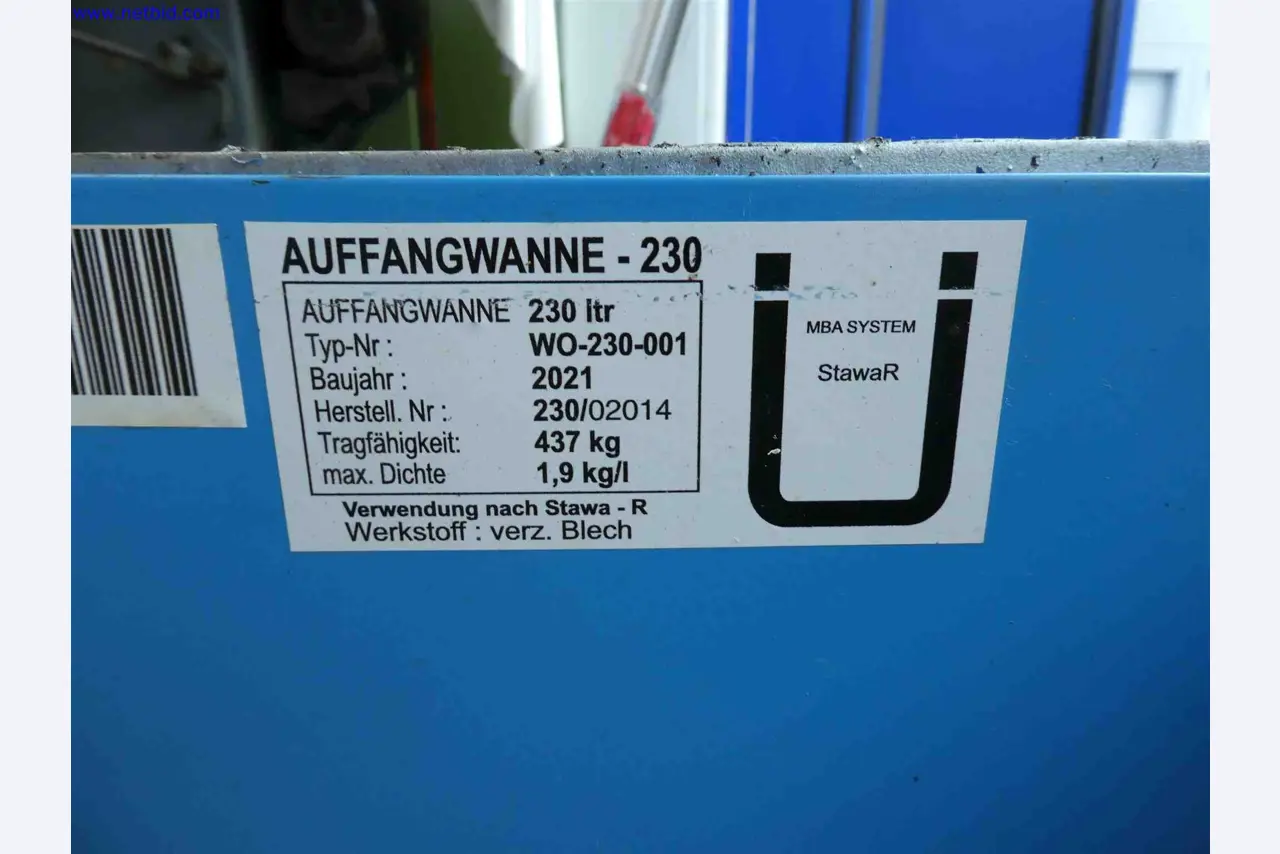 www.netbid.com
AUFFANGWANNE - 230
AUFFANGWANNE 230 ltr
Typ-Nr : WO-230-001
Baujahr : 2021
Herstell. Nr : 230/02014
Tragfähigkeit: 437 kg
max. Dichte 1,9 kg/l
Verwendung nach Stawa - R
Werkstoff : verz. Blech
Ü
MBA SYSTEM
StawaR